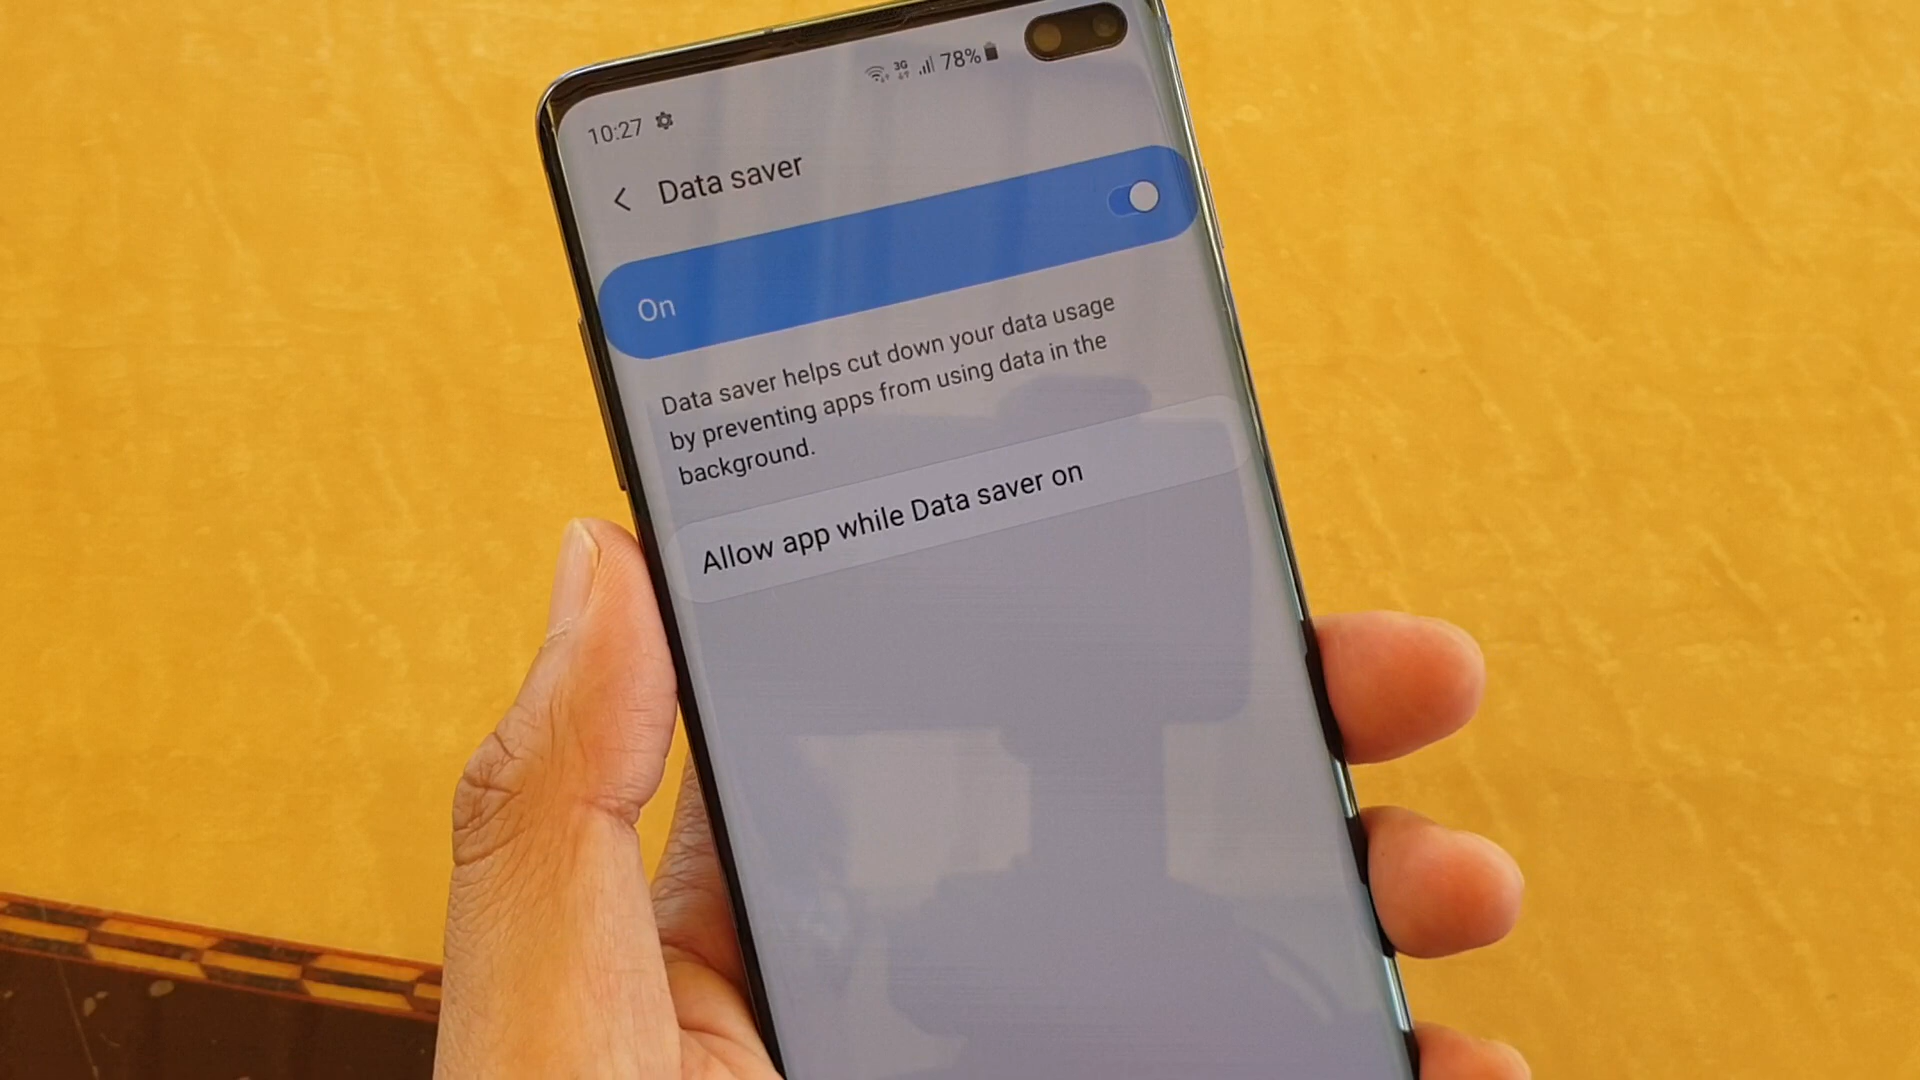 3G 78%
10:27
Data saver
On
Data saver helps cut down your data usage
by preventing apps from using data in the
background.
Allow app while Data saver on